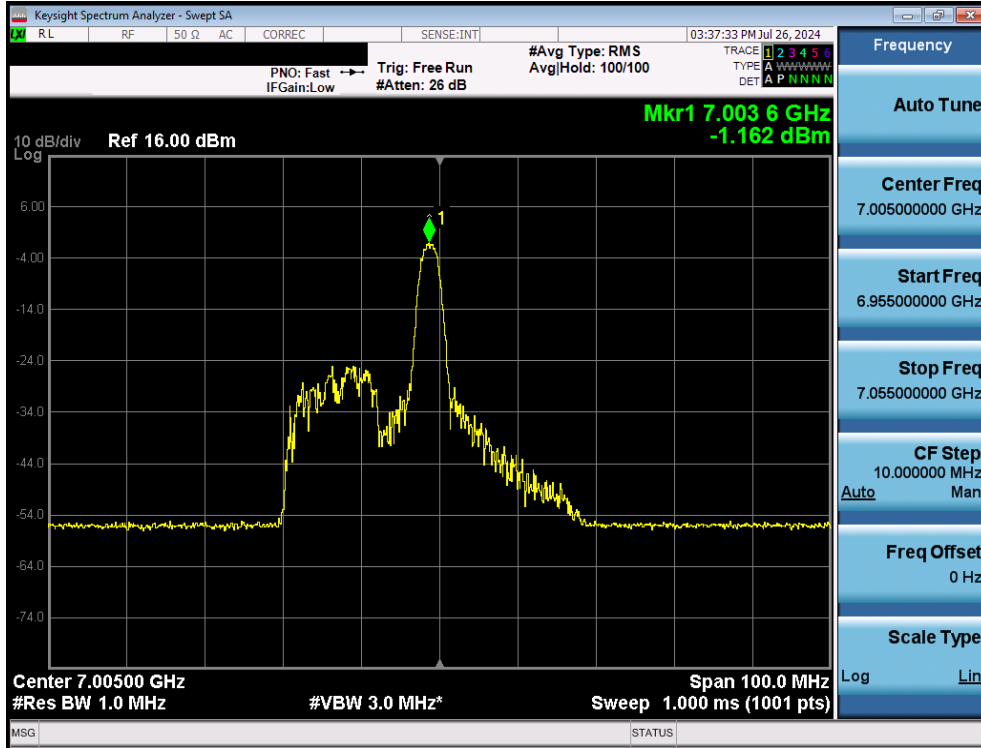 Keysight Spectrum Analyzer - Swept SA
LXI RL RF 50 Ω AC CORREC SENSE:INT 03:37:33 PM Jul 26, 2024
PNO: Fast
IFGain:Low
Trig: Free Run
#Atten: 26 dB
#Avg Type: RMS
Avg|Hold: 100/100
TRACE 1 2 3 4 5 6
TYPE A WWWWW
DET A P N N N N
Mkr1 7.003 6 GHz
-1.162 dBm
10 dB/div
Log
Ref 16.00 dBm
1
6.00
-4.00
-14.0
-24.0
-34.0
-44.0
-54.0
-64.0
-74.0
Center 7.00500 GHz
Span 100.0 MHz
#Res BW 1.0 MHz
#VBW 3.0 MHz*
Sweep 1.000 ms (1001 pts)
MSG
STATUS
Frequency
Auto Tune
Center Freq
7.005000000 GHz
Start Freq
6.955000000 GHz
Stop Freq
7.055000000 GHz
CF Step
10.000000 MHz
Auto Man
Freq Offset
0 Hz
Scale Type
Log Lin